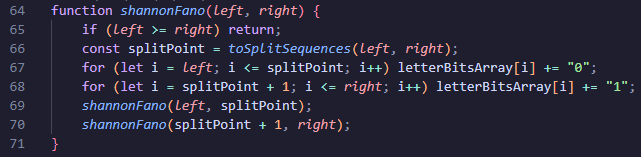 64 function shannonFano(left, right) {
65     if (left >= right) return;
66     const splitPoint = toSplitSequences(left, right);
67     for (let i = left; i <= splitPoint; i++) letterBitsArray[i] += "0";
68     for (let i = splitPoint + 1; i <= right; i++) letterBitsArray[i] += "1";
69     shannonFano(left, splitPoint);
70     shannonFano(splitPoint + 1, right);
71 }